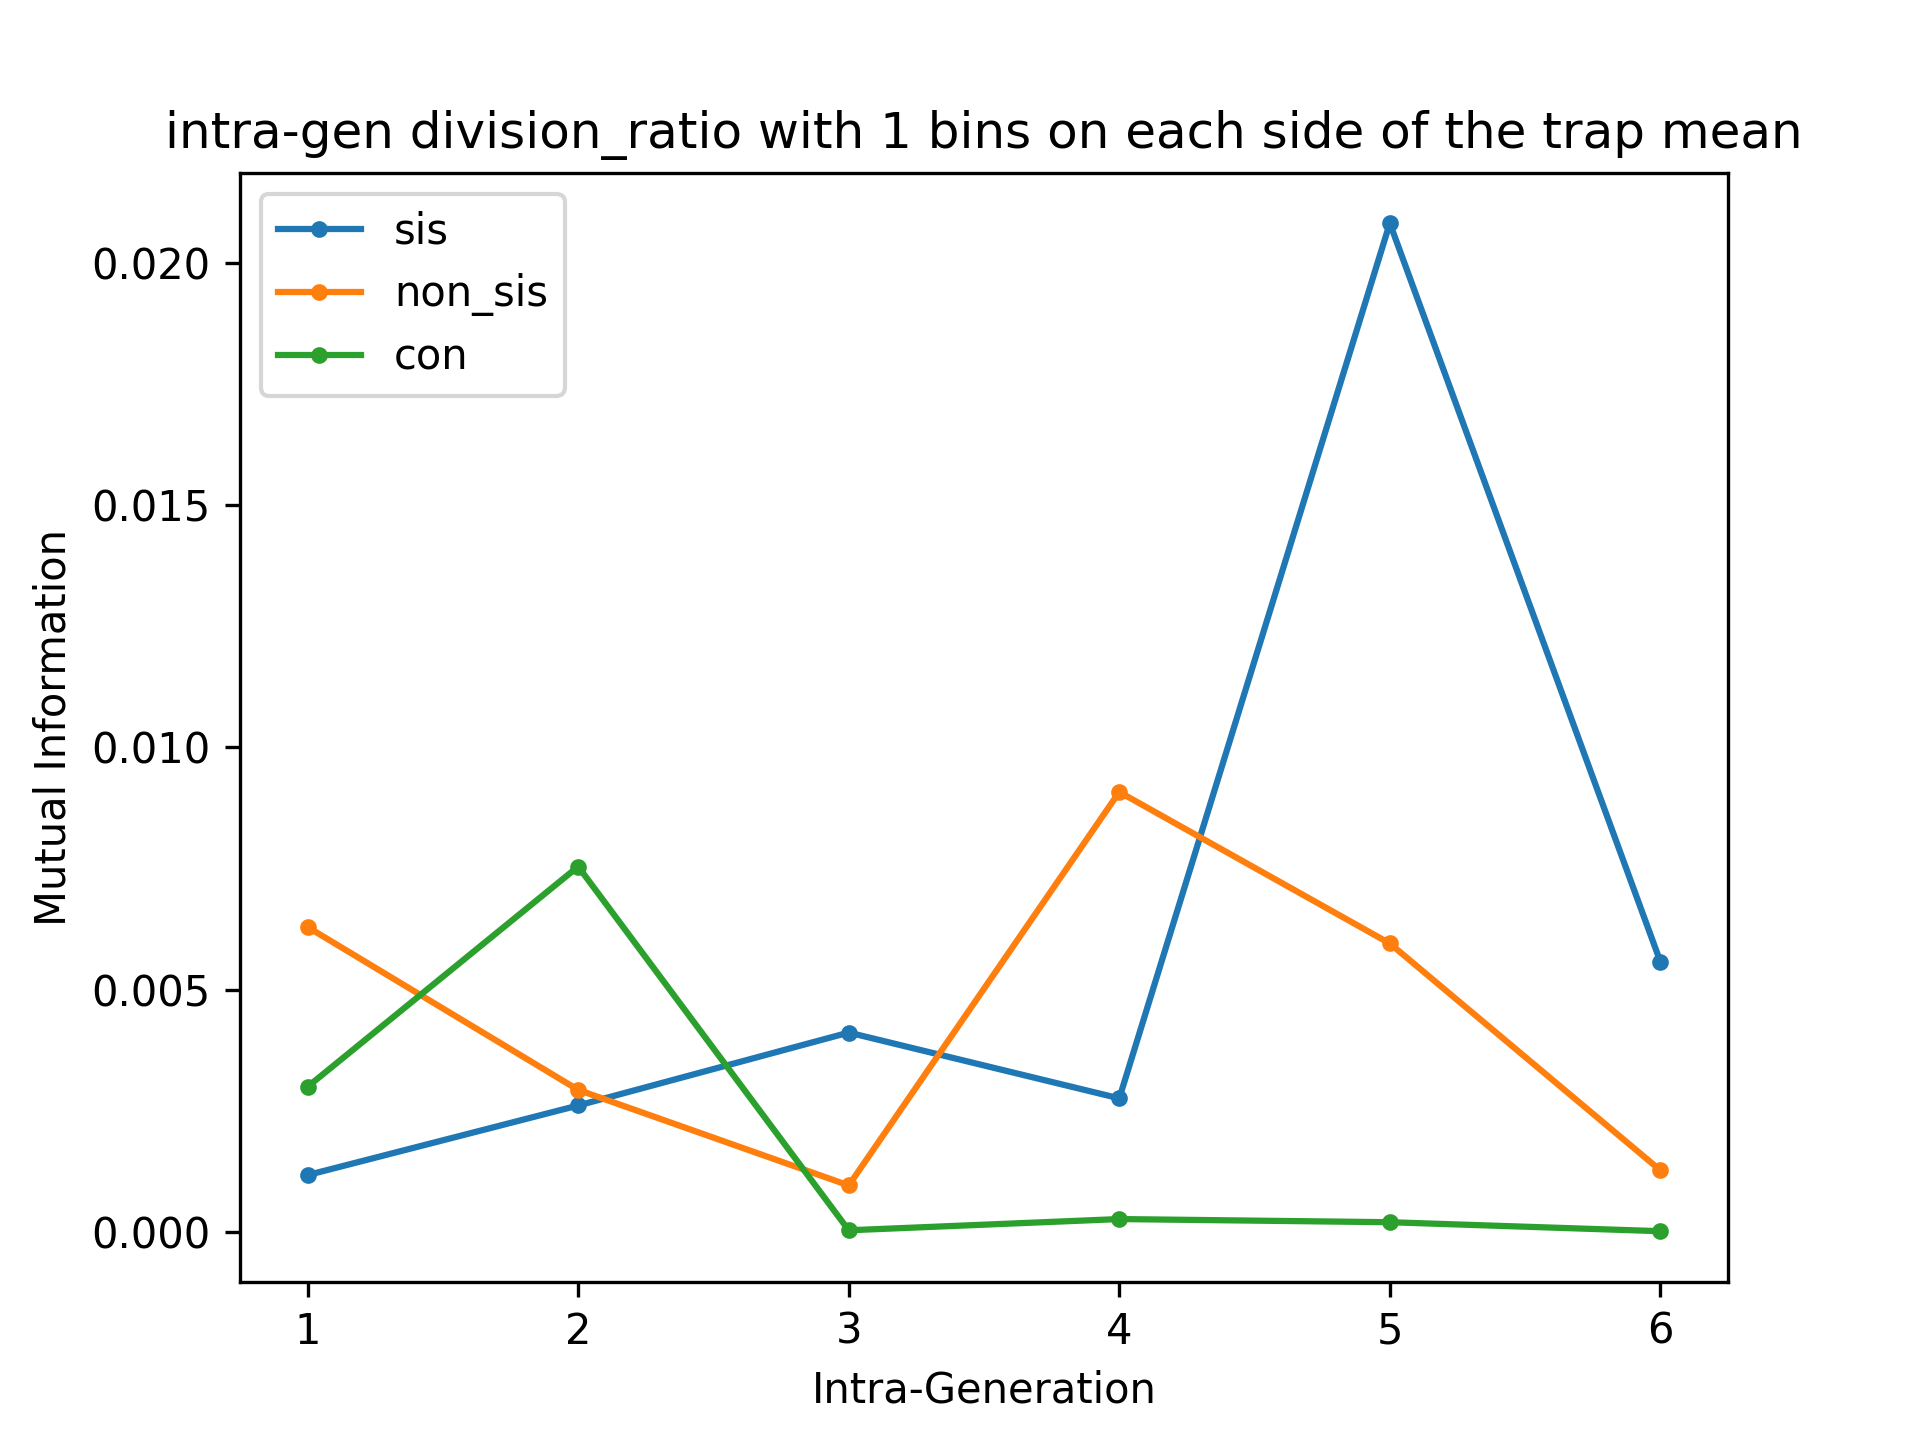 intra-gen division_ratio with 1 bins on each side of the trap mean
sis
non_sis
con
0.020
0.015
0.010
0.005
0.000
Mutual Information
1 2 3 4 5 6
Intra-Generation